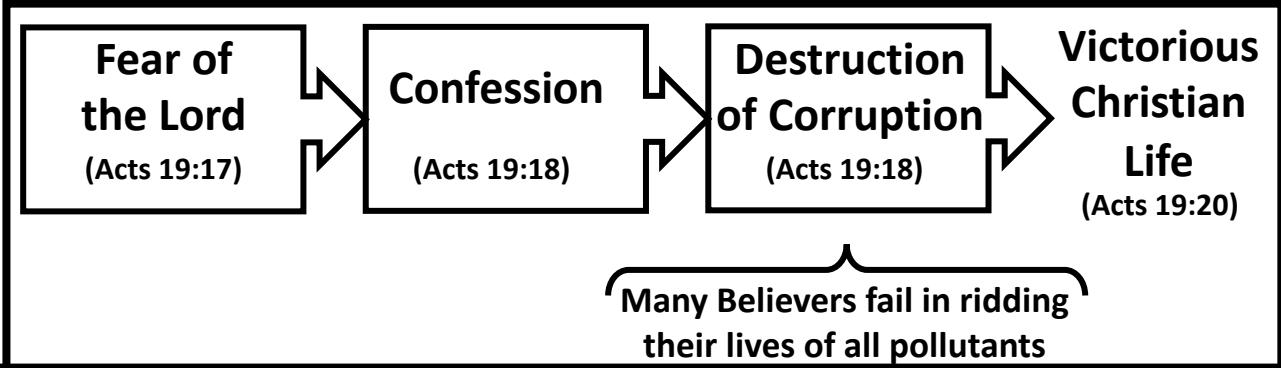 Fear of
the Lord
(Acts 19:17)
Confession
(Acts 19:18)
Destruction
of Corruption
(Acts 19:18)
Victorious
Christian
Life
(Acts 19:20)
Many Believers fail in ridding
their lives of all pollutants